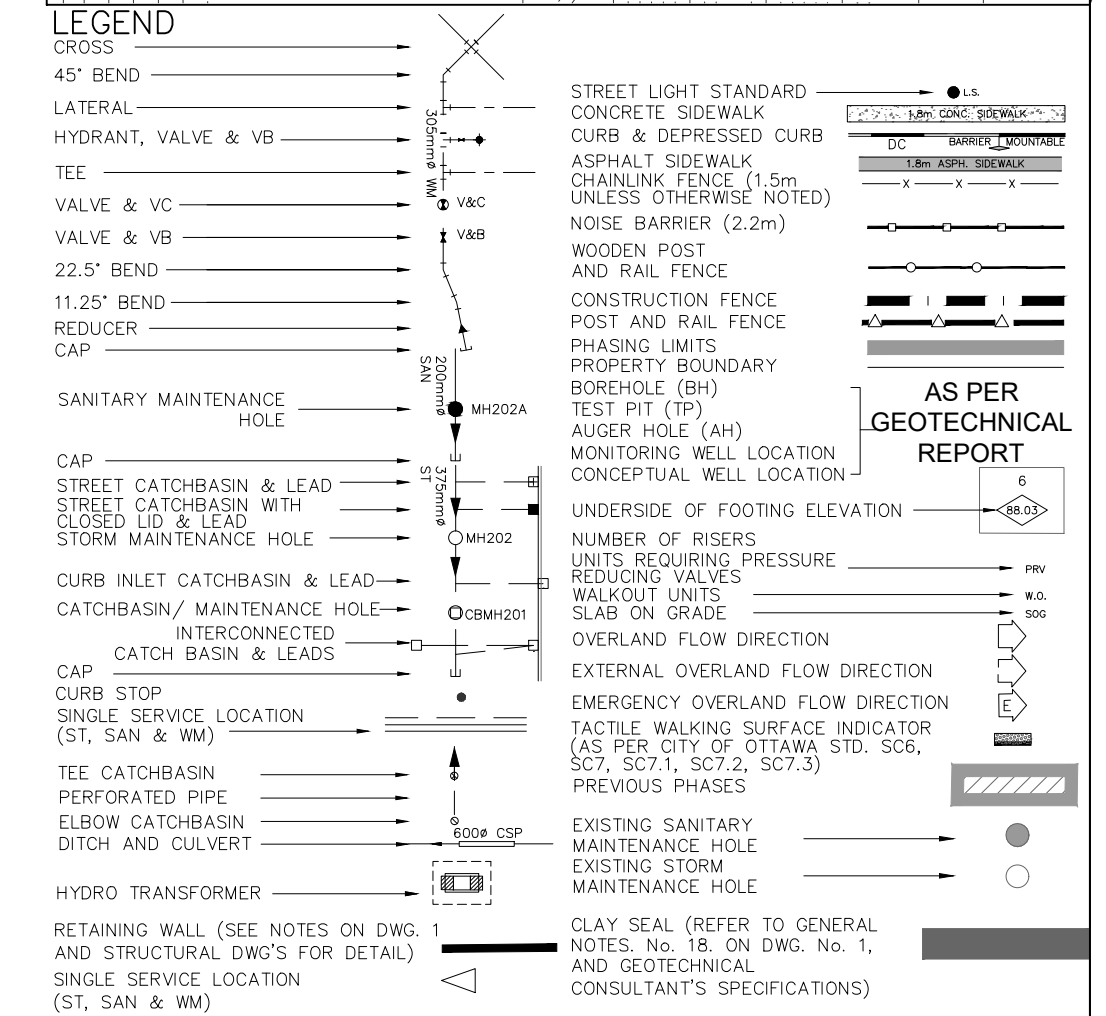 LEGEND
CROSS
45° BEND
LATERAL
HYDRANT, VALVE & VB
TEE
VALVE & VC
VALVE & VB
22.5° BEND
11.25° BEND
REDUCER
CAP
SANITARY MAINTENANCE
HOLE
CAP
STREET CATCHBASIN & LEAD
STREET CATCHBASIN WITH
CLOSED LID & LEAD
STORM MAINTENANCE HOLE
CURB INLET CATCHBASIN & LEAD
CATCHBASIN/ MAINTENANCE HOLE
INTERCONNECTED
CATCH BASIN & LEADS
CAP
CURB STOP
SINGLE SERVICE LOCATION
(ST, SAN & WM)
TEE CATCHBASIN
PERFORATED PIPE
ELBOW CATCHBASIN
DITCH AND CULVERT
HYDRO TRANSFORMER
RETAINING WALL (SEE NOTES ON DWG. 1
AND STRUCTURAL DWG'S FOR DETAIL)
SINGLE SERVICE LOCATION
(ST, SAN & WM)
305mmø WM
V&C
V&B
200mmø
SAN
MH202A
375mmø
ST
MH202
CBMH201
600ø CSP
STREET LIGHT STANDARD
L.S.
CONCRETE SIDEWALK
1.8m CONC. SIDEWALK
CURB & DEPRESSED CURB
DC
BARRIER
MOUNTABLE
ASPHALT SIDEWALK
1.8m ASPH. SIDEWALK
CHAINLINK FENCE (1.5m
UNLESS OTHERWISE NOTED)
X X X
NOISE BARRIER (2.2m)
WOODEN POST
AND RAIL FENCE
CONSTRUCTION FENCE
POST AND RAIL FENCE
PHASING LIMITS
PROPERTY BOUNDARY
BOREHOLE (BH)
TEST PIT (TP)
AUGER HOLE (AH)
MONITORING WELL LOCATION
CONCEPTUAL WELL LOCATION
AS PER
GEOTECHNICAL
REPORT
6
88.03
UNDERSIDE OF FOOTING ELEVATION
NUMBER OF RISERS
UNITS REQUIRING PRESSURE
REDUCING VALVES
PRV
WALKOUT UNITS
W.O.
SLAB ON GRADE
SOG
OVERLAND FLOW DIRECTION
EXTERNAL OVERLAND FLOW DIRECTION
EMERGENCY OVERLAND FLOW DIRECTION
E
TACTILE WALKING SURFACE INDICATOR
(AS PER CITY OF OTTAWA STD. SC6,
SC7, SC7.1, SC7.2, SC7.3)
PREVIOUS PHASES
EXISTING SANITARY
MAINTENANCE HOLE
EXISTING STORM
MAINTENANCE HOLE
CLAY SEAL (REFER TO GENERAL
NOTES. No. 18. ON DWG. No. 1,
AND GEOTECHNICAL
CONSULTANT'S SPECIFICATIONS)